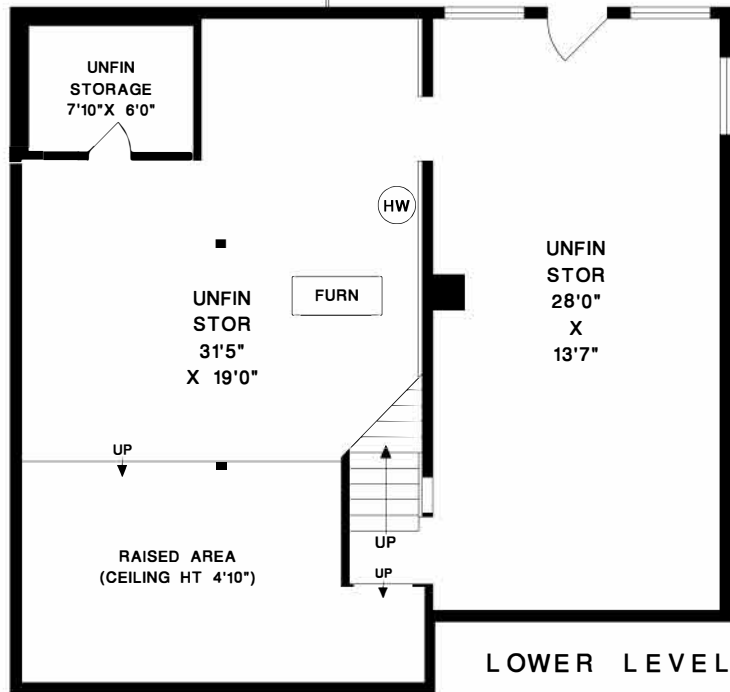 UNFIN
STORAGE
7'10"X 6'0"
HW
UNFIN
STOR
28'0"
X
13'7"
FURN
UNFIN
STOR
31'5"
X 19'0"
UP
UP
RAISED AREA
(CEILING HT 4'10")
UP
LOWER LEVEL